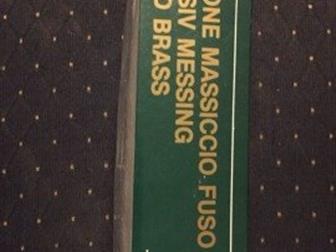 ONE MASSICCIO FUSO
SIV MESSING
D BRASS